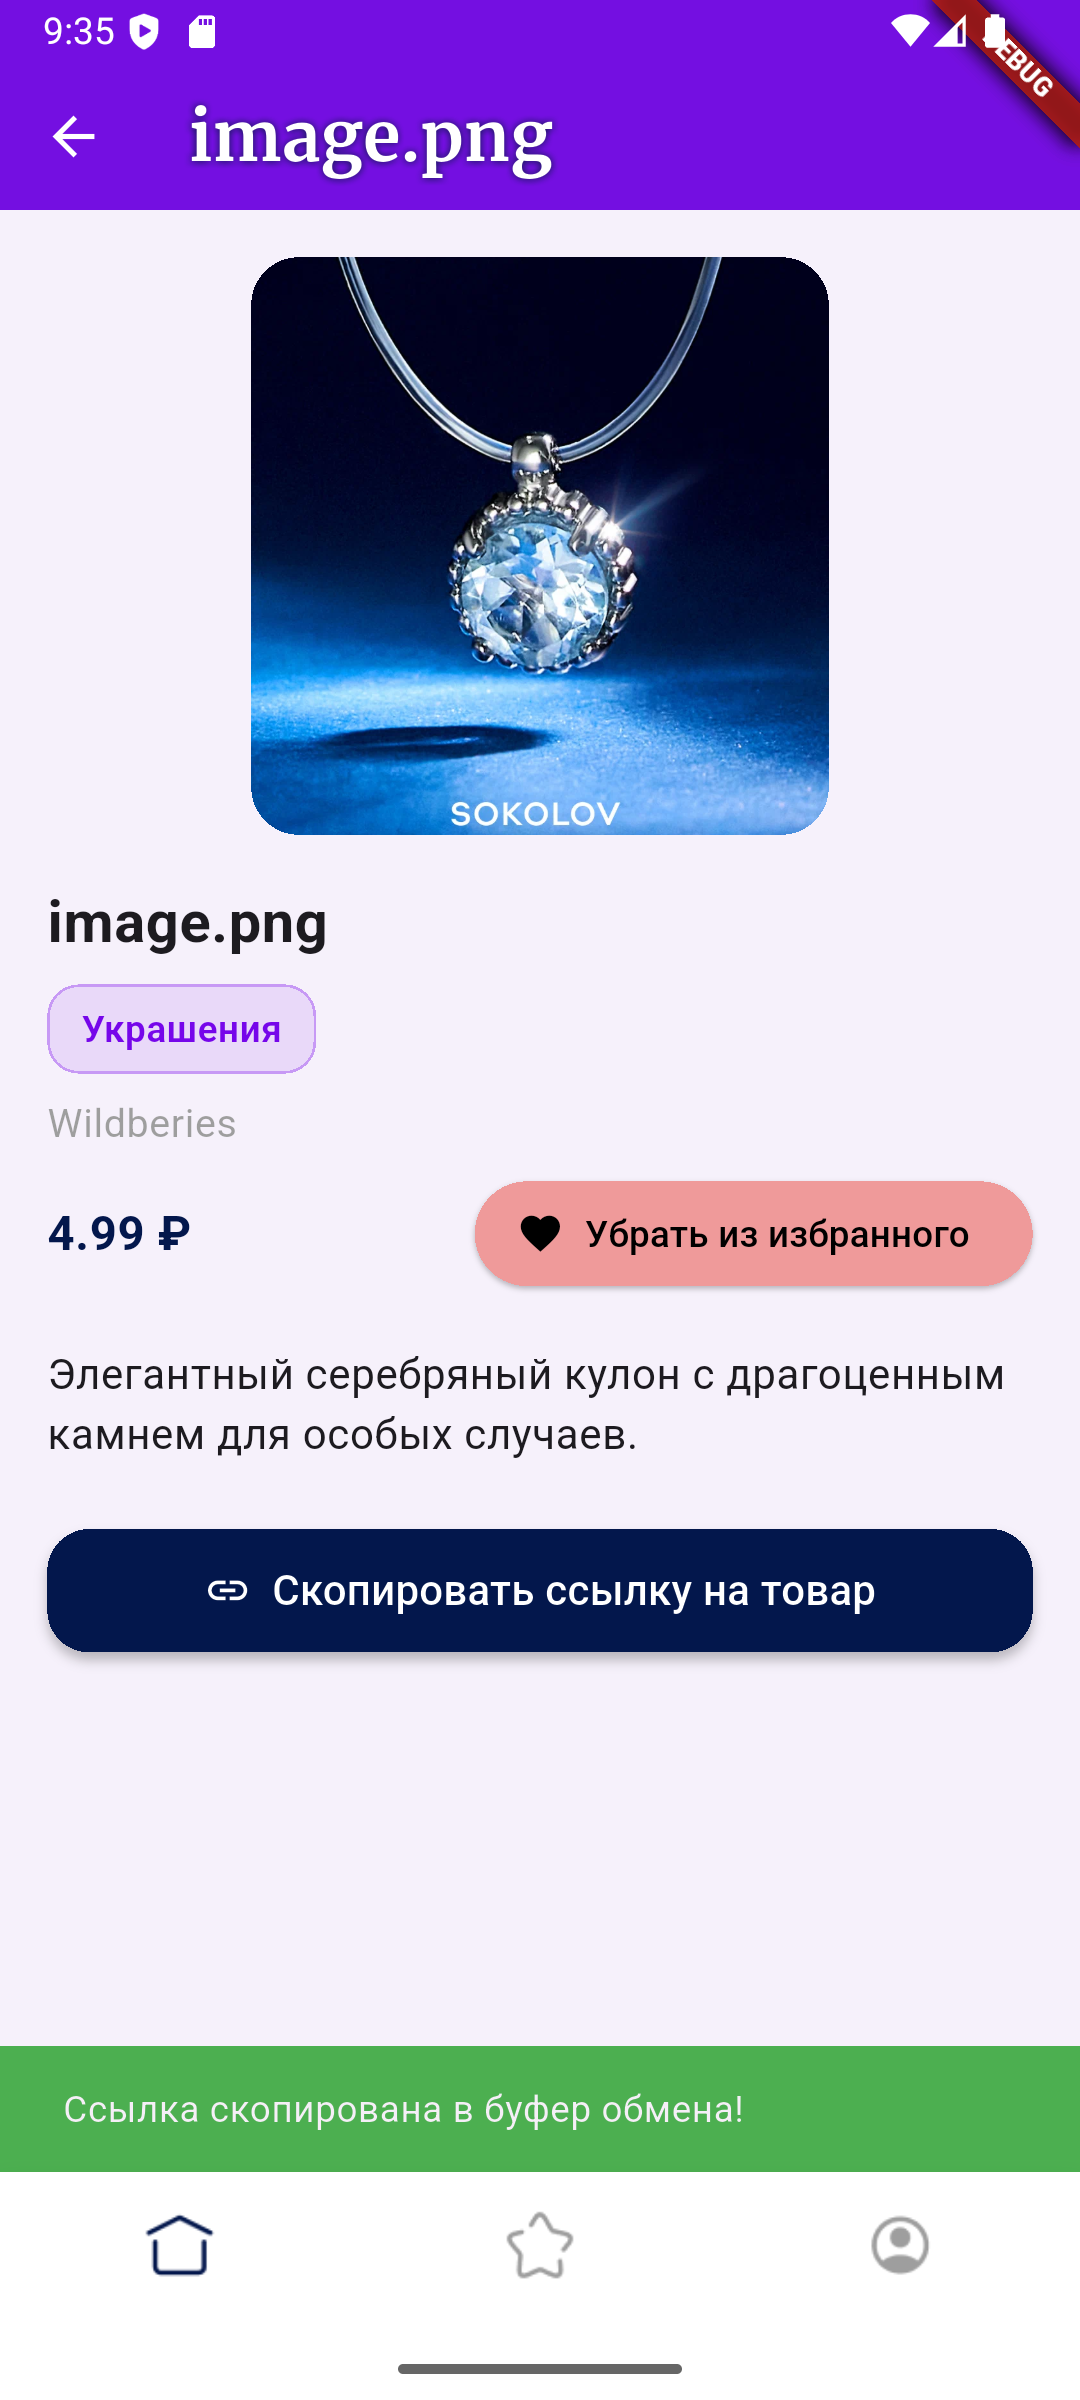 9:35
DEBUG
image.png
SOKOLOV
image.png
Украшения
Wildberies
4.99 ₽
Убрать из избранного
Элегантный серебряный кулон с драгоценным
камнем для особых случаев.
Скопировать ссылку на товар
Ссылка скопирована в буфер обмена!